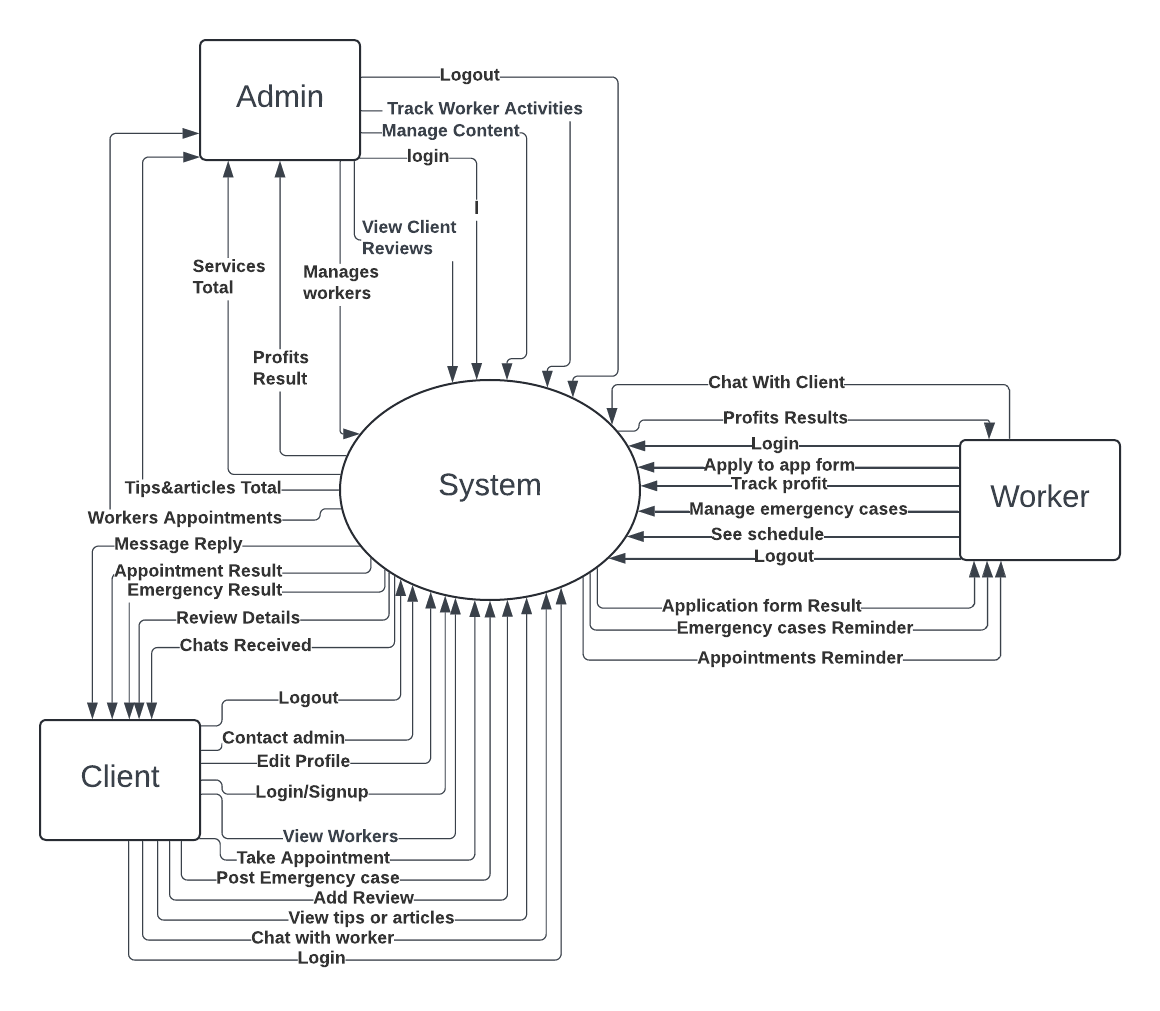 Logout
Admin
Track Worker Activities
Manage Content
login
l
View Client
Reviews
Services
Total
Manages
workers
Profits
Result
Chat With Client
Profits Results
Login
Apply to app form
Track profit
Manage emergency cases
See schedule
Logout
System
Worker
Tips&articles Total
Workers Appointments
Message Reply
Appointment Result
Emergency Result
Review Details
Chats Received
Application form Result
Emergency cases Reminder
Appointments Reminder
Logout
Contact admin
Edit Profile
Client
Login/Signup
View Workers
Take Appointment
Post Emergency case
Add Review
View tips or articles
Chat with worker
Login